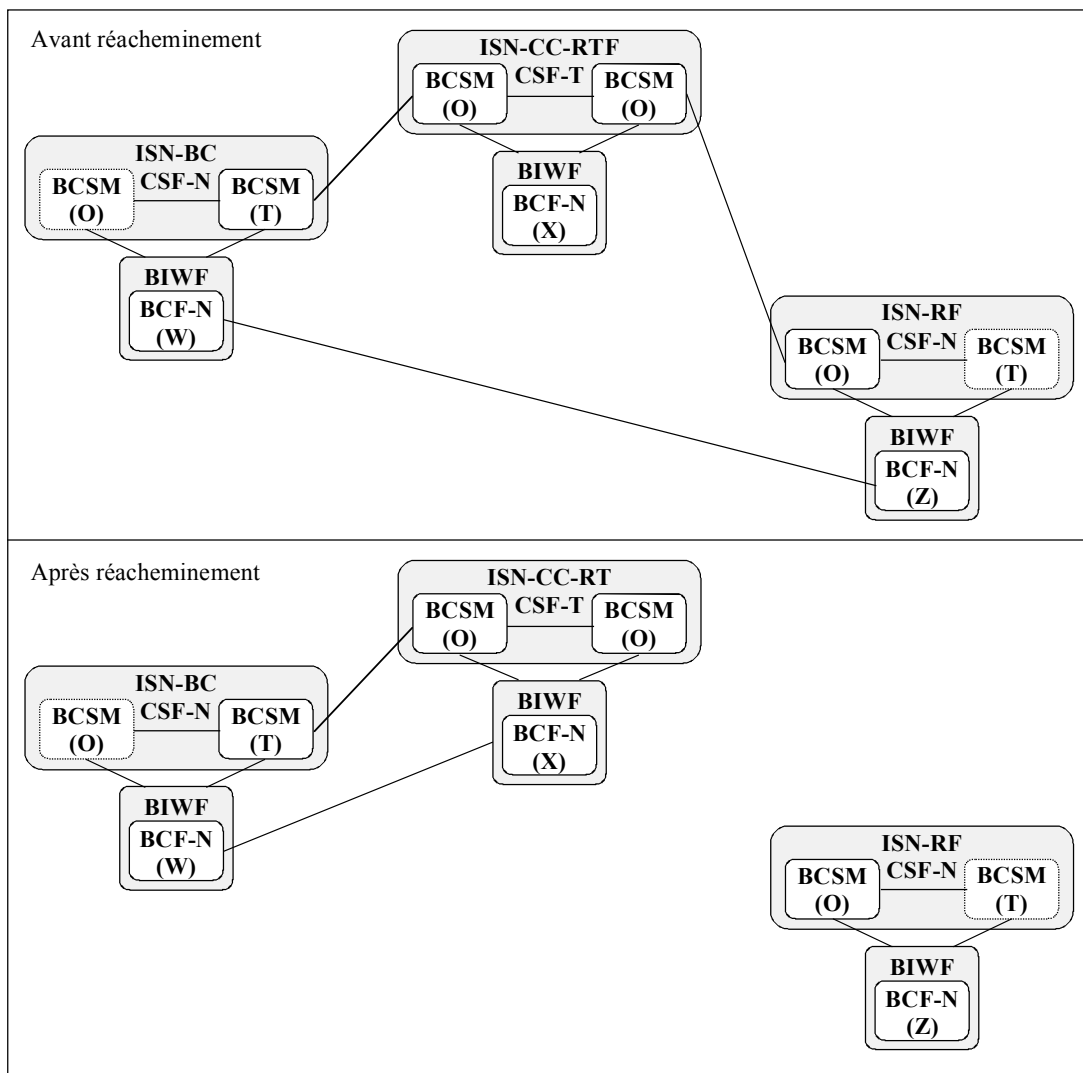 Avant réacheminement
ISN-CC-RTF
CSF-T
BCSM
(O)
BCSM
(O)
BIWF
BCF-N
(X)
ISN-BC
CSF-N
BCSM
(O)
BCSM
(T)
BIWF
BCF-N
(W)
ISN-RF
CSF-N
BCSM
(O)
BCSM
(T)
BIWF
BCF-N
(Z)
Après réacheminement
ISN-CC-RT
CSF-T
BCSM
(O)
BCSM
(O)
BIWF
BCF-N
(X)
ISN-BC
CSF-N
BCSM
(O)
BCSM
(T)
BIWF
BCF-N
(W)
ISN-RF
CSF-N
BCSM
(O)
BCSM
(T)
BIWF
BCF-N
(Z)